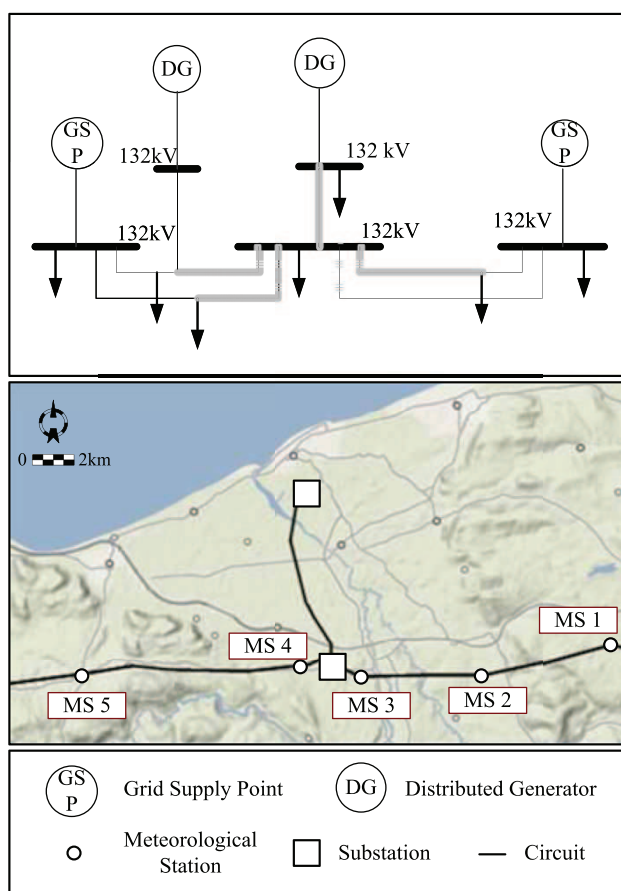 DG
DG
GS
P
GS
P
132kV
132 kV
132kV
132kV
132kV
0 2km
MS 1
MS 4
MS 5
MS 3
MS 2
GS
P
Grid Supply Point
DG
Distributed Generator
Meteorological
Station
Substation
Circuit